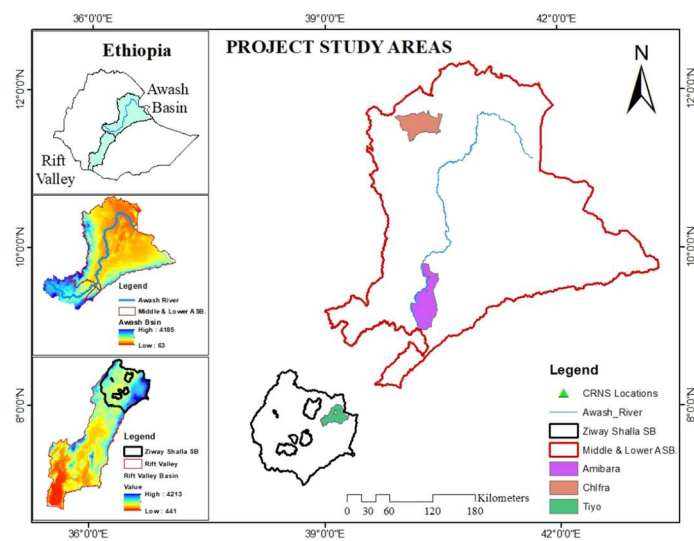 36°0'0"E
39°0'0"E
42°0'0"E
Ethiopia
PROJECT STUDY AREAS
N
Awash
Basin
Rift
Valley
12°0'0"N
12°0'0"N
10°0'0"N
10°0'0"N
8°0'0"N
8°0'0"N
Legend
Awash River
Middle & Lower ASB.
Awash Bsin
High : 4185
Low : 63
Legend
Ziway Shalla SB
Rift Valley
Rift Valley Basin
Value
High : 4213
Low : 441
Legend
CRNS Locations
Awash_River
Ziway Shalla SB
Middle & Lower ASB.
Amibara
Chlfra
Tiyo
Kilometers
0 30 60 120 180
36°0'0"E
39°0'0"E
42°0'0"E